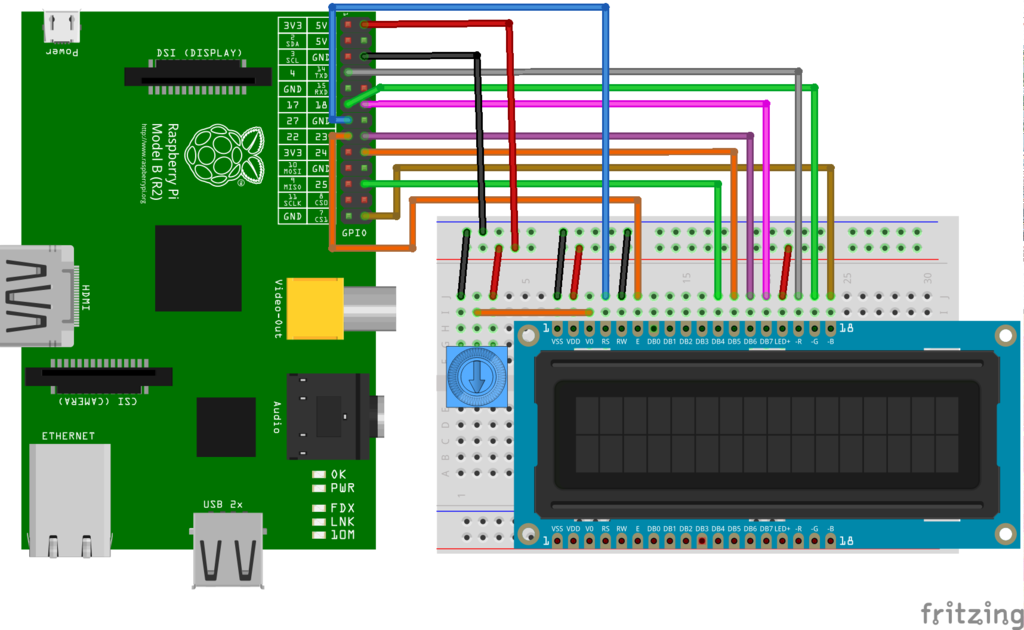 Power
DSI (DISPLAY)
Raspberry Pi
Model B (R2)
http://www.raspberrypi.org
3V3 5V
2 SDA 5V
3 SCL GND
4 14 TXD
GND 15 RXD
17 18
27 GND
22 23
3V3 24
10 MOSI GND
9 MISO 25
11 SCLK 8 CS0
GND 7 CS1
GPIO
HDMI
Video-Out
CSI (CAMERA)
Audio
ETHERNET
USB 2x
OK
PWR
FDX
LNK
10M
5 15 25 30
J J
I I
H
G
D
C
B
A
1
1 18
VSS VDD V0 RS RW E DB0 DB1 DB2 DB3 DB4 DB5 DB6 DB7 LED+ -R -G -B
VSS VDD V0 RS RW E DB0 DB1 DB2 DB3 DB4 DB5 DB6 DB7 LED+ -R -G -B
1 18
fritzing